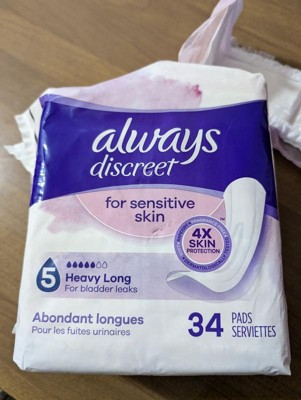 always
discreet
for sensitive
skin
4X
SKIN
PROTECTION
5
Heavy Long
For bladder leaks
Abondant longues
Pour les fuites urinaires
34 PADS
SERVIETTES